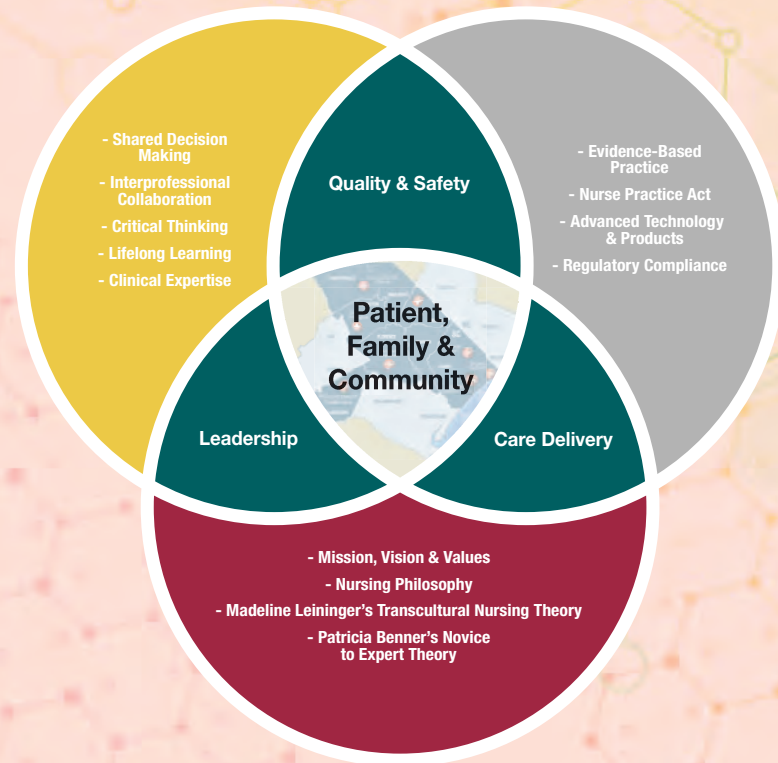 - Shared Decision
Making
- Interprofessional
Collaboration
- Critical Thinking
- Lifelong Learning
- Clinical Expertise
Quality & Safety
- Evidence-Based
Practice
- Nurse Practice Act
- Advanced Technology
& Products
- Regulatory Compliance
Patient,
Family &
Community
Leadership
Care Delivery
- Mission, Vision & Values
- Nursing Philosophy
- Madeline Leininger's Transcultural Nursing Theory
- Patricia Benner's Novice
to Expert Theory